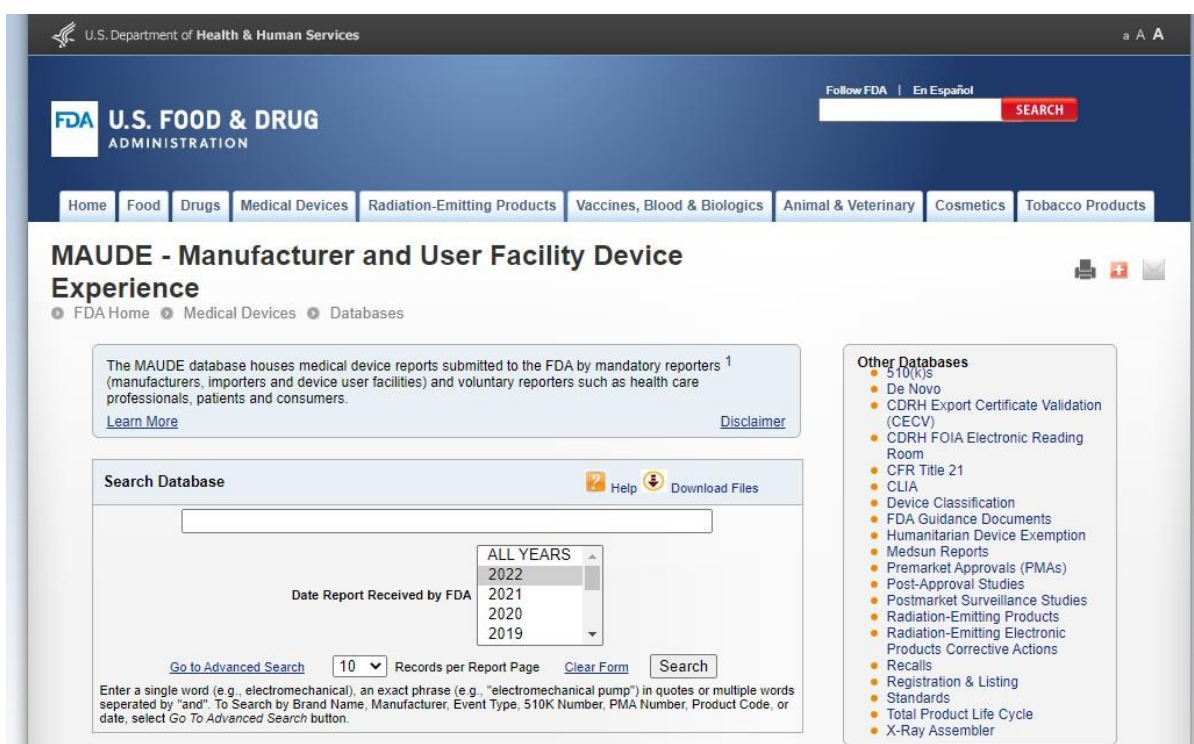 U.S. Department of Health & Human Services
a A A
Follow FDA | En Español
SEARCH
FDA U.S. FOOD & DRUG
ADMINISTRATION
Home Food Drugs Medical Devices Radiation-Emitting Products Vaccines, Blood & Biologics Animal & Veterinary Cosmetics Tobacco Products
MAUDE - Manufacturer and User Facility Device
Experience
FDA Home Medical Devices Databases
The MAUDE database houses medical device reports submitted to the FDA by mandatory reporters 1
(manufacturers, importers and device user facilities) and voluntary reporters such as health care
professionals, patients and consumers.
Learn More Disclaimer
Search Database
? Help Download Files
ALL YEARS
2022
Date Report Received by FDA 2021
2020
2019
Go to Advanced Search 10 Records per Report Page Clear Form Search
Enter a single word (e.g., electromechanical), an exact phrase (e.g., "electromechanical pump") in quotes or multiple words
seperated by "and". To Search by Brand Name, Manufacturer, Event Type, 510K Number, PMA Number, Product Code, or
date, select Go To Advanced Search button.
Other Databases
510(k)s
De Novo
CDRH Export Certificate Validation
(CECV)
CDRH FOIA Electronic Reading
Room
CFR Title 21
CLIA
Device Classification
FDA Guidance Documents
Humanitarian Device Exemption
Medsun Reports
Premarket Approvals (PMAs)
Post-Approval Studies
Postmarket Surveillance Studies
Radiation-Emitting Products
Radiation-Emitting Electronic
Products Corrective Actions
Recalls
Registration & Listing
Standards
Total Product Life Cycle
X-Ray Assembler